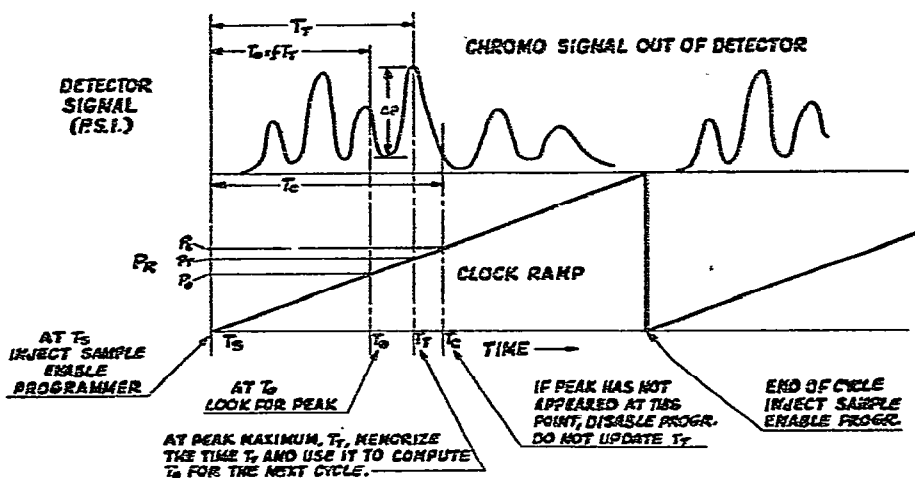 T_T
T_O = fT_T
CHROMO SIGNAL OUT OF DETECTOR
DETECTOR
SIGNAL
(P.S.I.)
ΔP
T_C
P_C
P_T
P_R
P_O
CLOCK RAMP
T_S
T_O
T_T
T_C
TIME
AT T_S
INJECT SAMPLE
ENABLE
PROGRAMMER
AT T_O
LOOK FOR PEAK
AT PEAK MAXIMUM, T_T, MEMORIZE
THE TIME T_T AND USE IT TO COMPUTE
T_O FOR THE NEXT CYCLE.
IF PEAK HAS NOT
APPEARED AT THIS
POINT, DISABLE PROGR.
DO NOT UPDATE T_T
END OF CYCLE
INJECT SAMPLE
ENABLE PROGR.